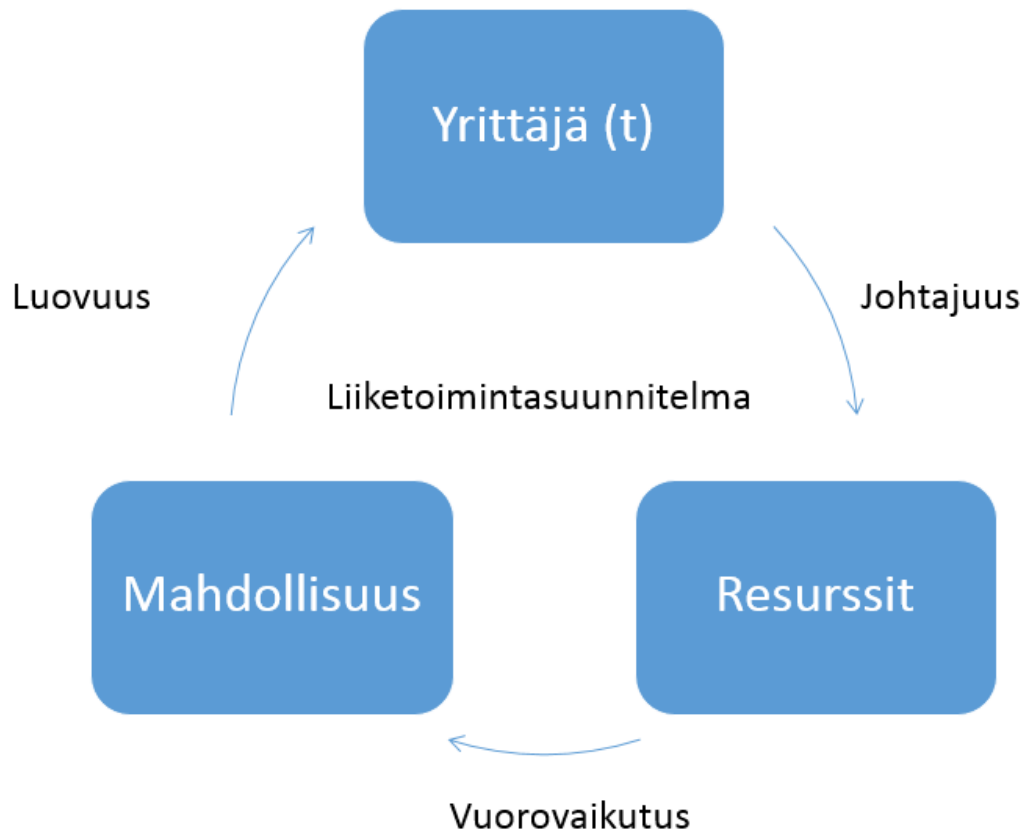 Yrittäjä (t)
Luovuus
Johtajuus
Liiketoimintasuunnitelma
Mahdollisuus
Resurssit
Vuorovaikutus